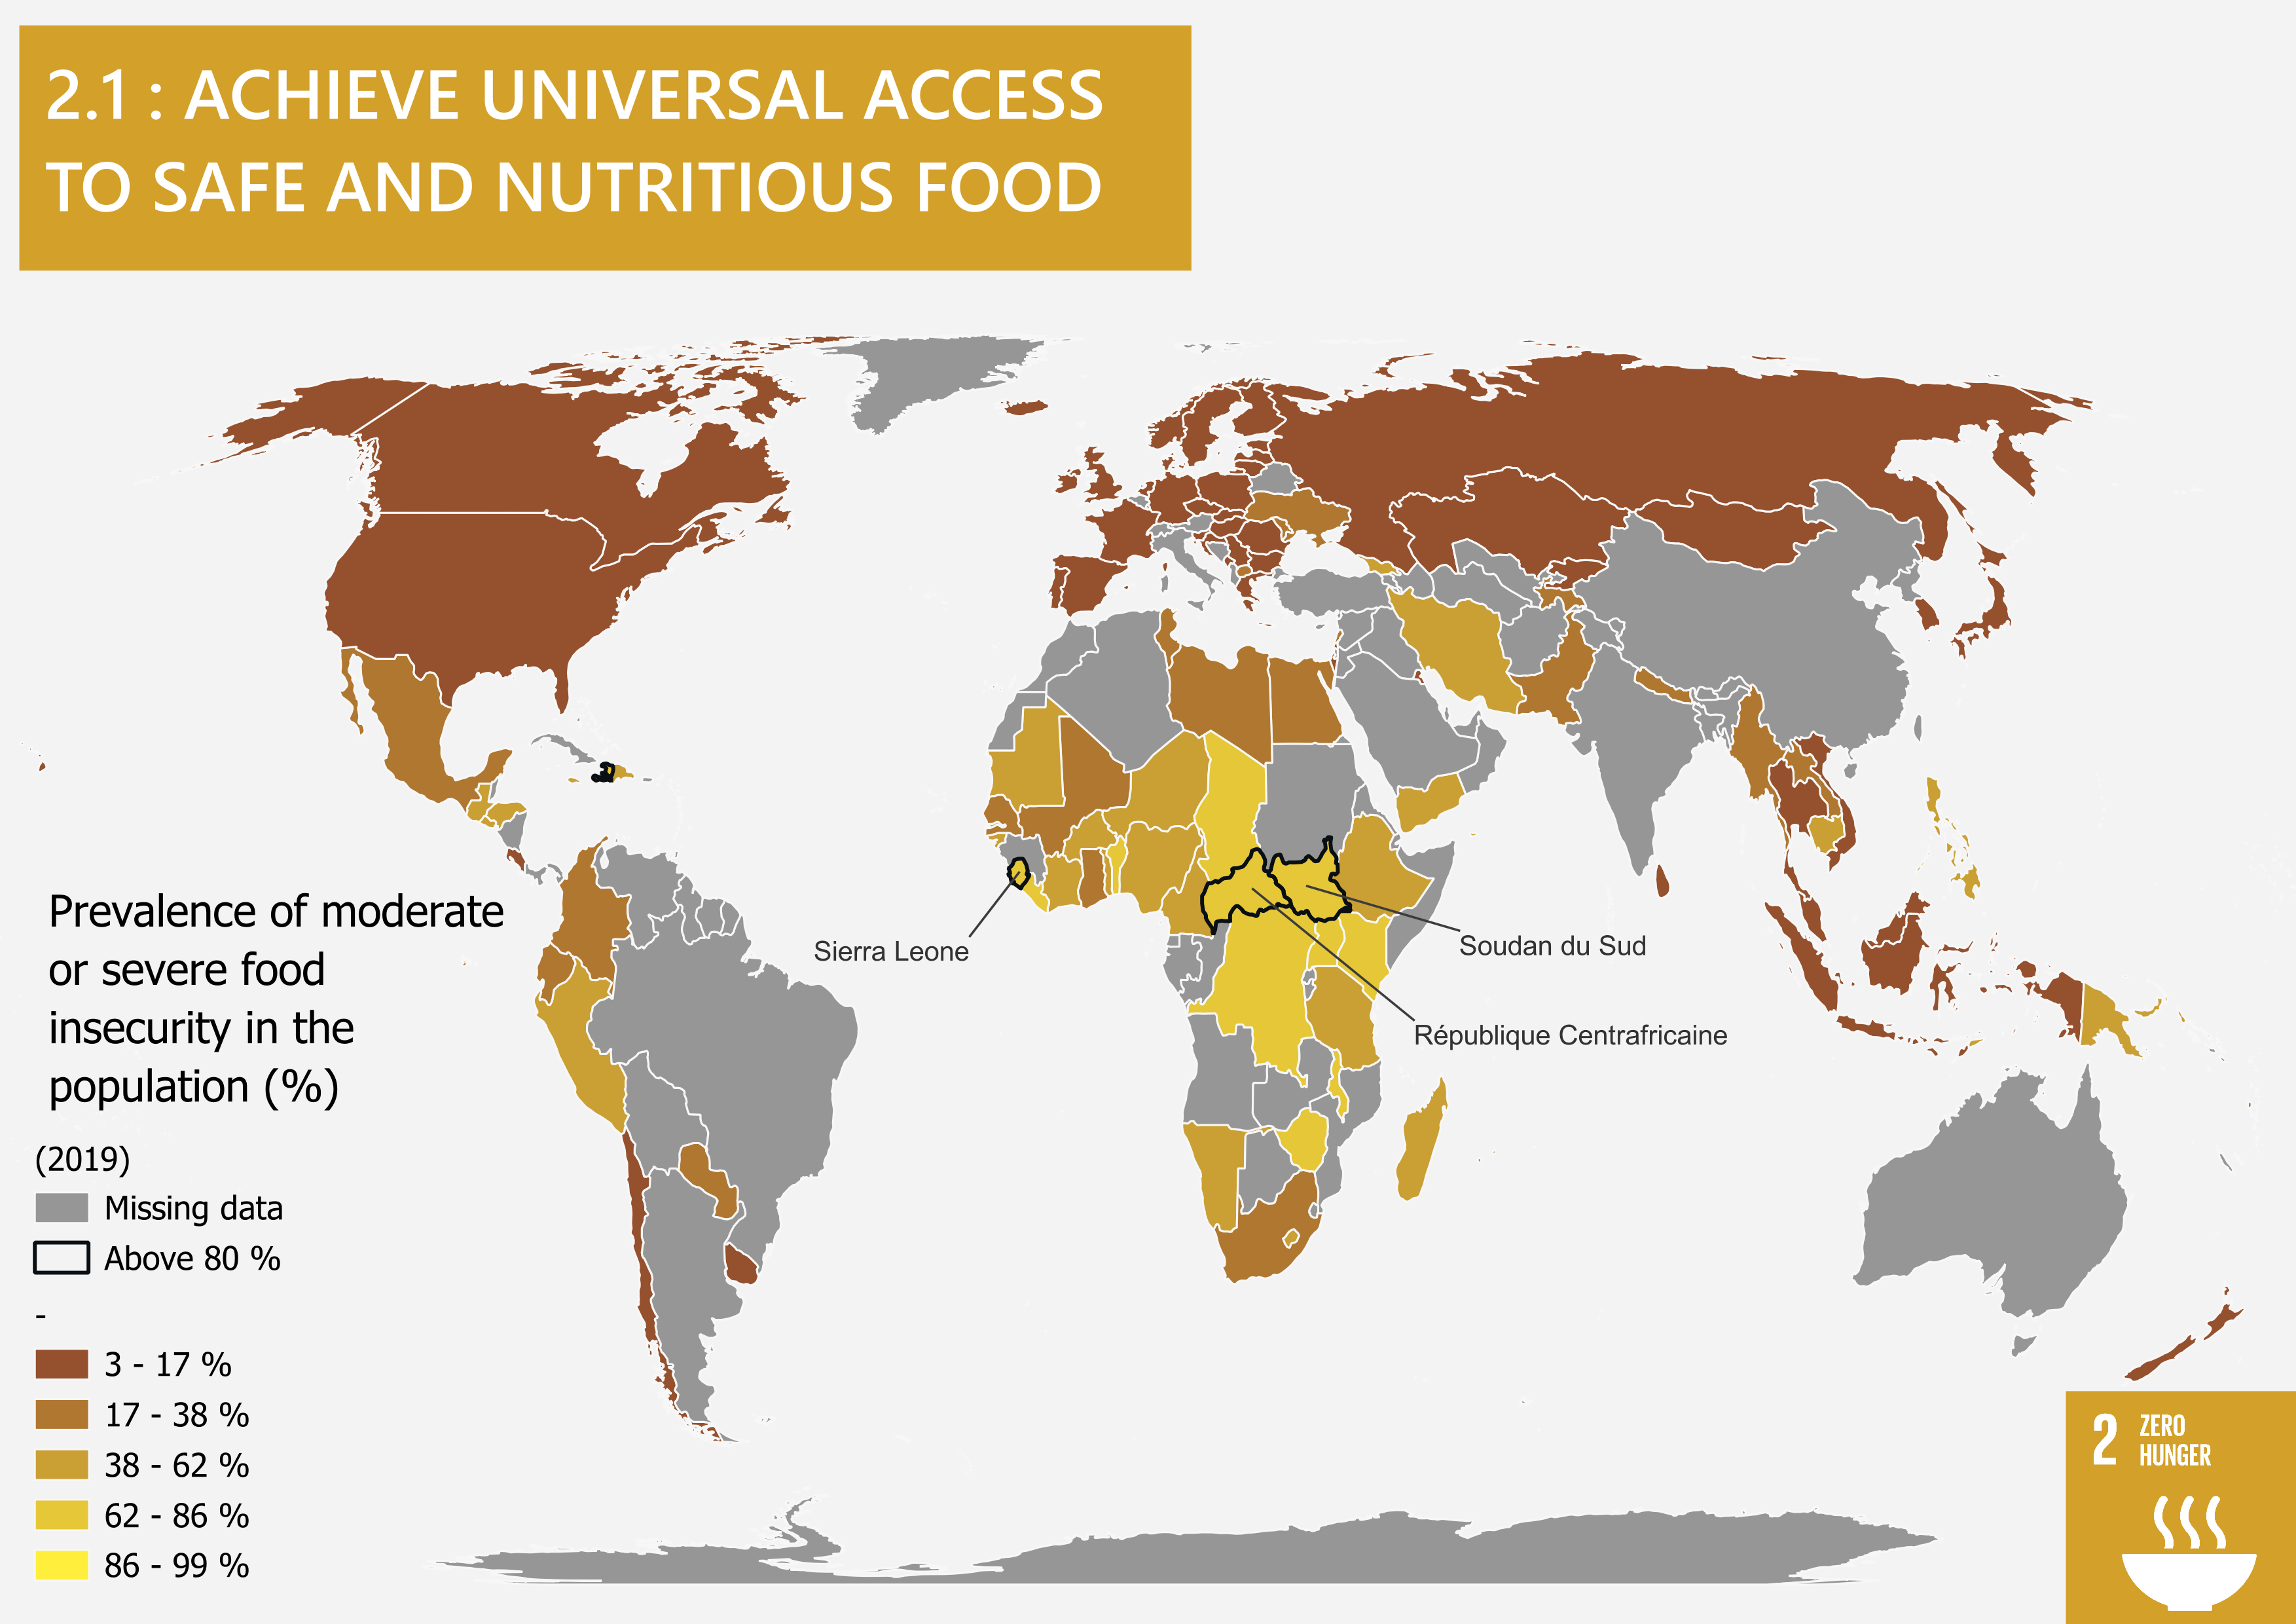 2.1 : ACHIEVE UNIVERSAL ACCESS
TO SAFE AND NUTRITIOUS FOOD
Sierra Leone
Soudan du Sud
République Centrafricaine
Prevalence of moderate
or severe food
insecurity in the
population (%)
(2019)
Missing data
Above 80 %
-
3 - 17 %
17 - 38 %
38 - 62 %
62 - 86 %
86 - 99 %
2 ZERO
HUNGER